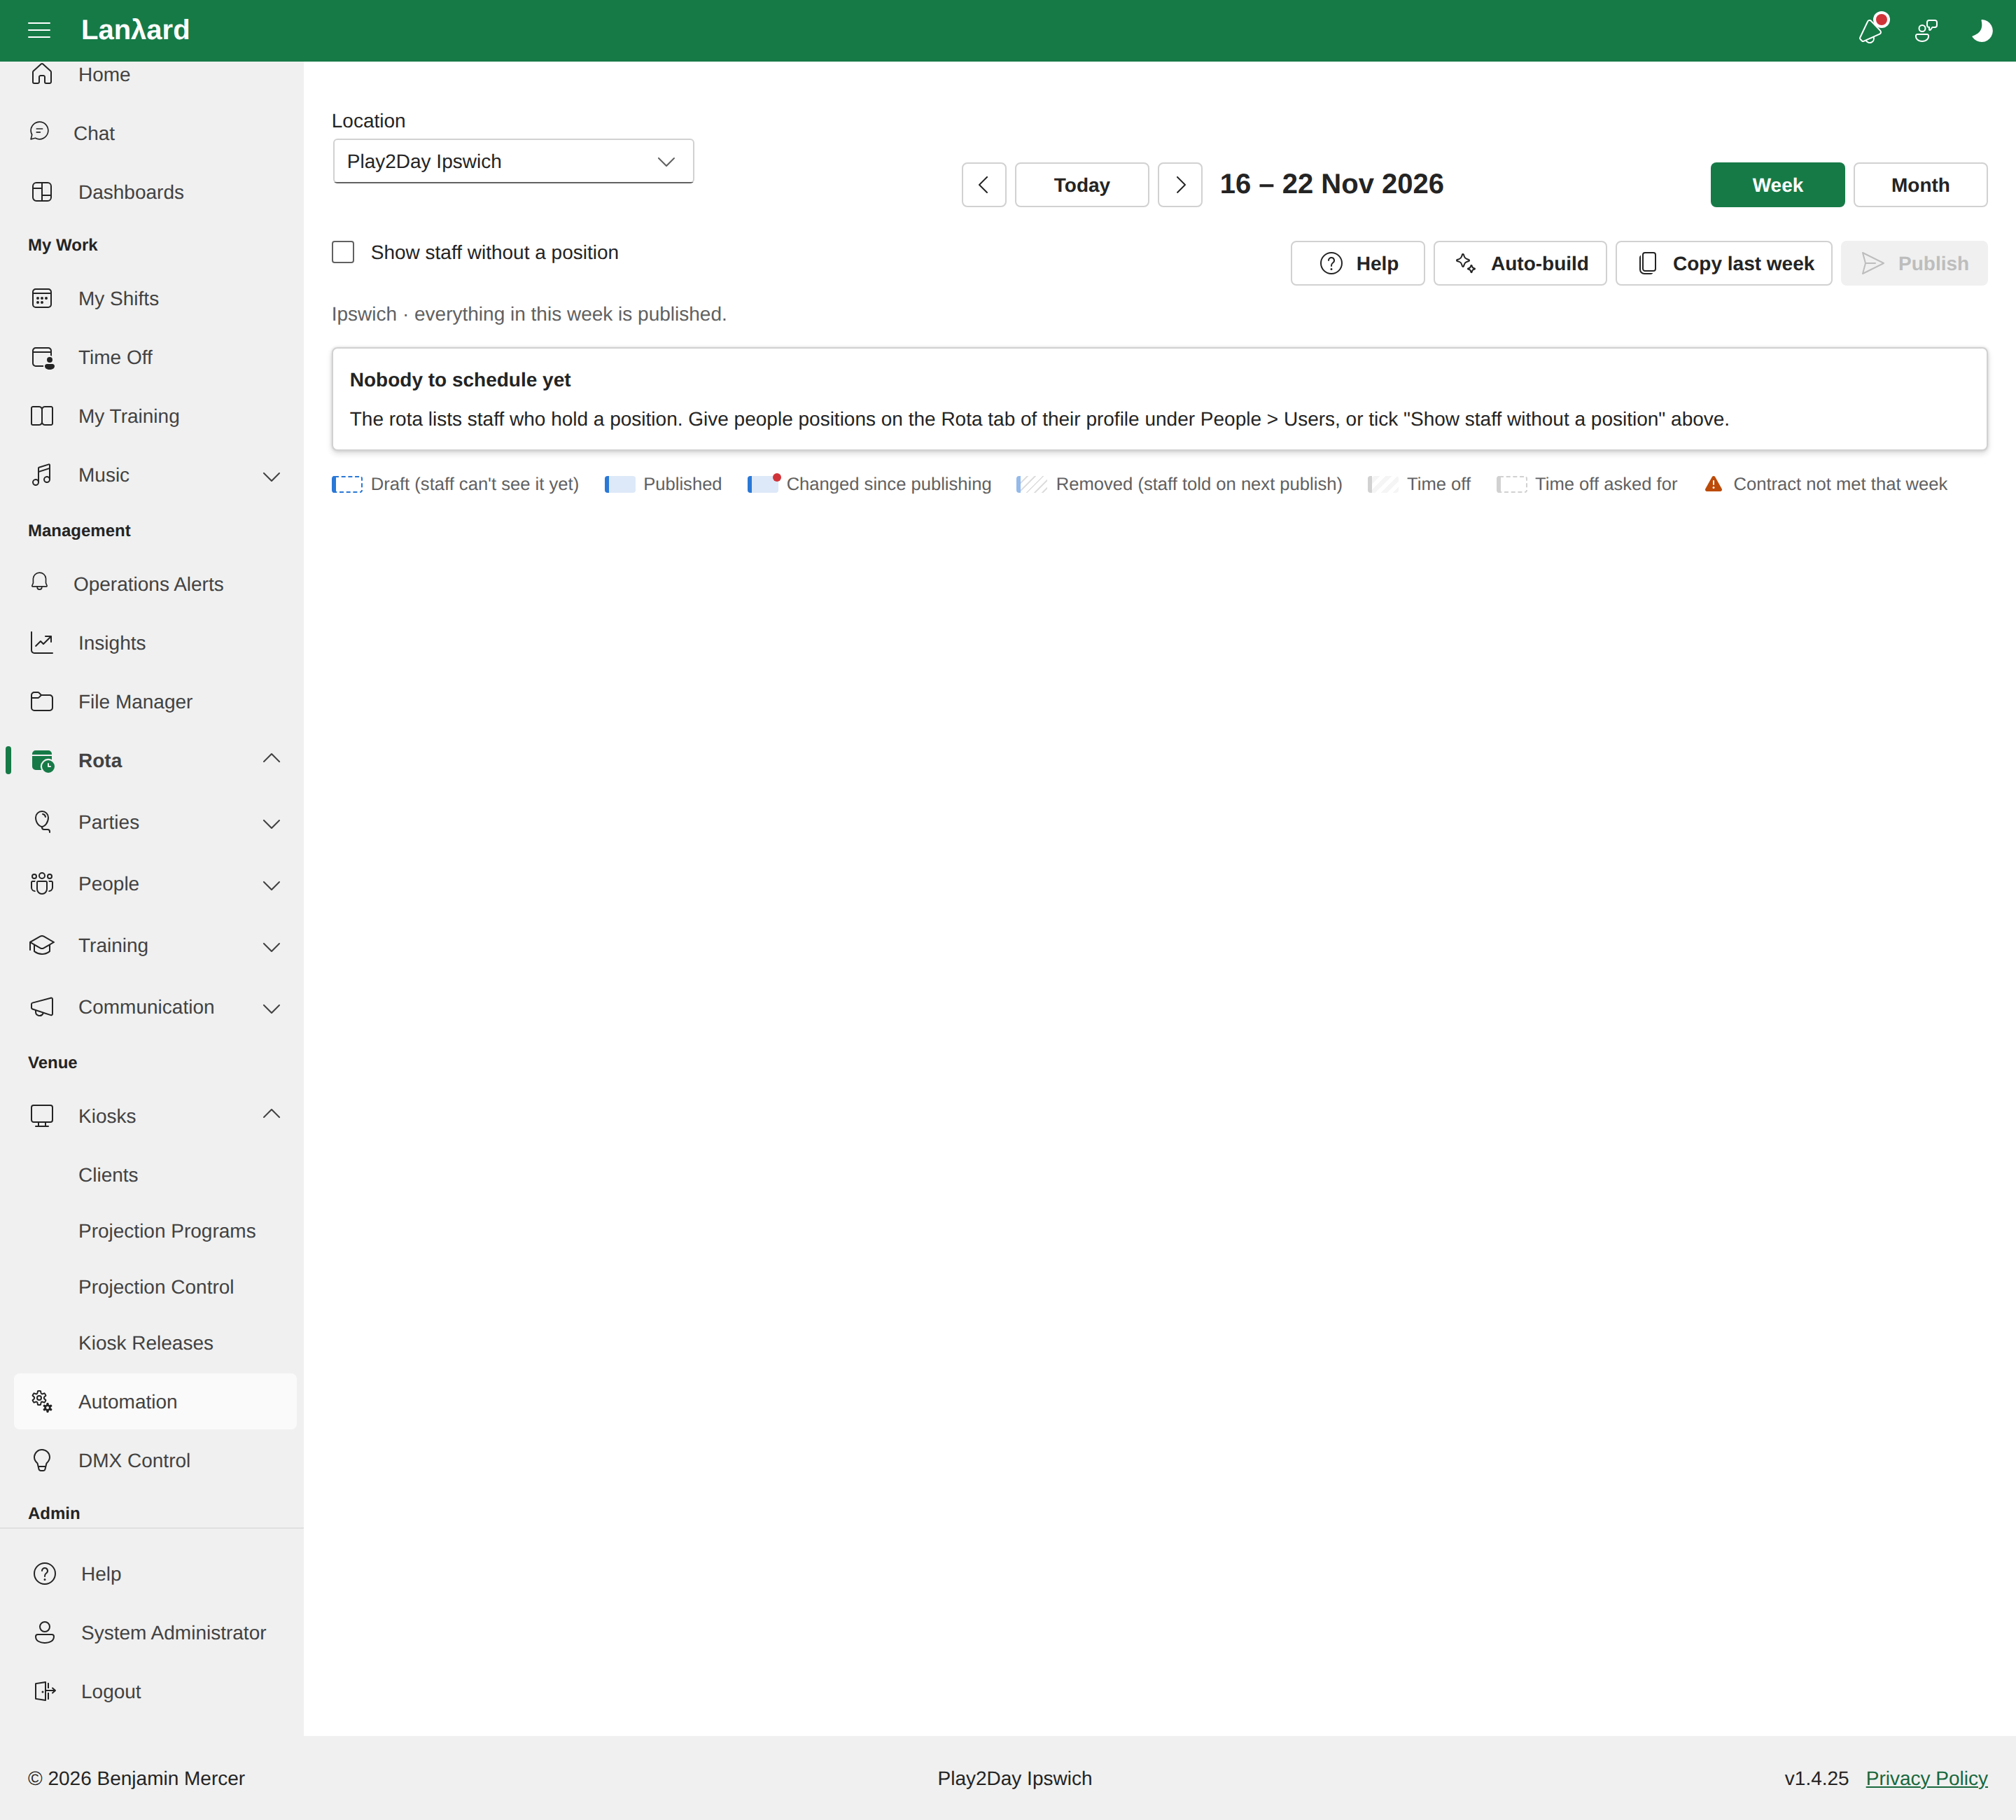 Lanλard
Home
Chat
Dashboards
My Work
My Shifts
Time Off
My Training
Music
Management
Operations Alerts
Insights
File Manager
Rota
Parties
People
Training
Communication
Venue
Kiosks
Clients
Projection Programs
Projection Control
Kiosk Releases
Automation
DMX Control
Admin
Help
System Administrator
Logout
Location
Play2Day Ipswich
Today
16 – 22 Nov 2026
Week
Month
Show staff without a position
Help
Auto-build
Copy last week
Publish
Ipswich · everything in this week is published.
Nobody to schedule yet
The rota lists staff who hold a position. Give people positions on the Rota tab of their profile under People > Users, or tick "Show staff without a position" above.
Draft (staff can't see it yet)
Published
Changed since publishing
Removed (staff told on next publish)
Time off
Time off asked for
Contract not met that week
© 2026 Benjamin Mercer
Play2Day Ipswich
v1.4.25
Privacy Policy